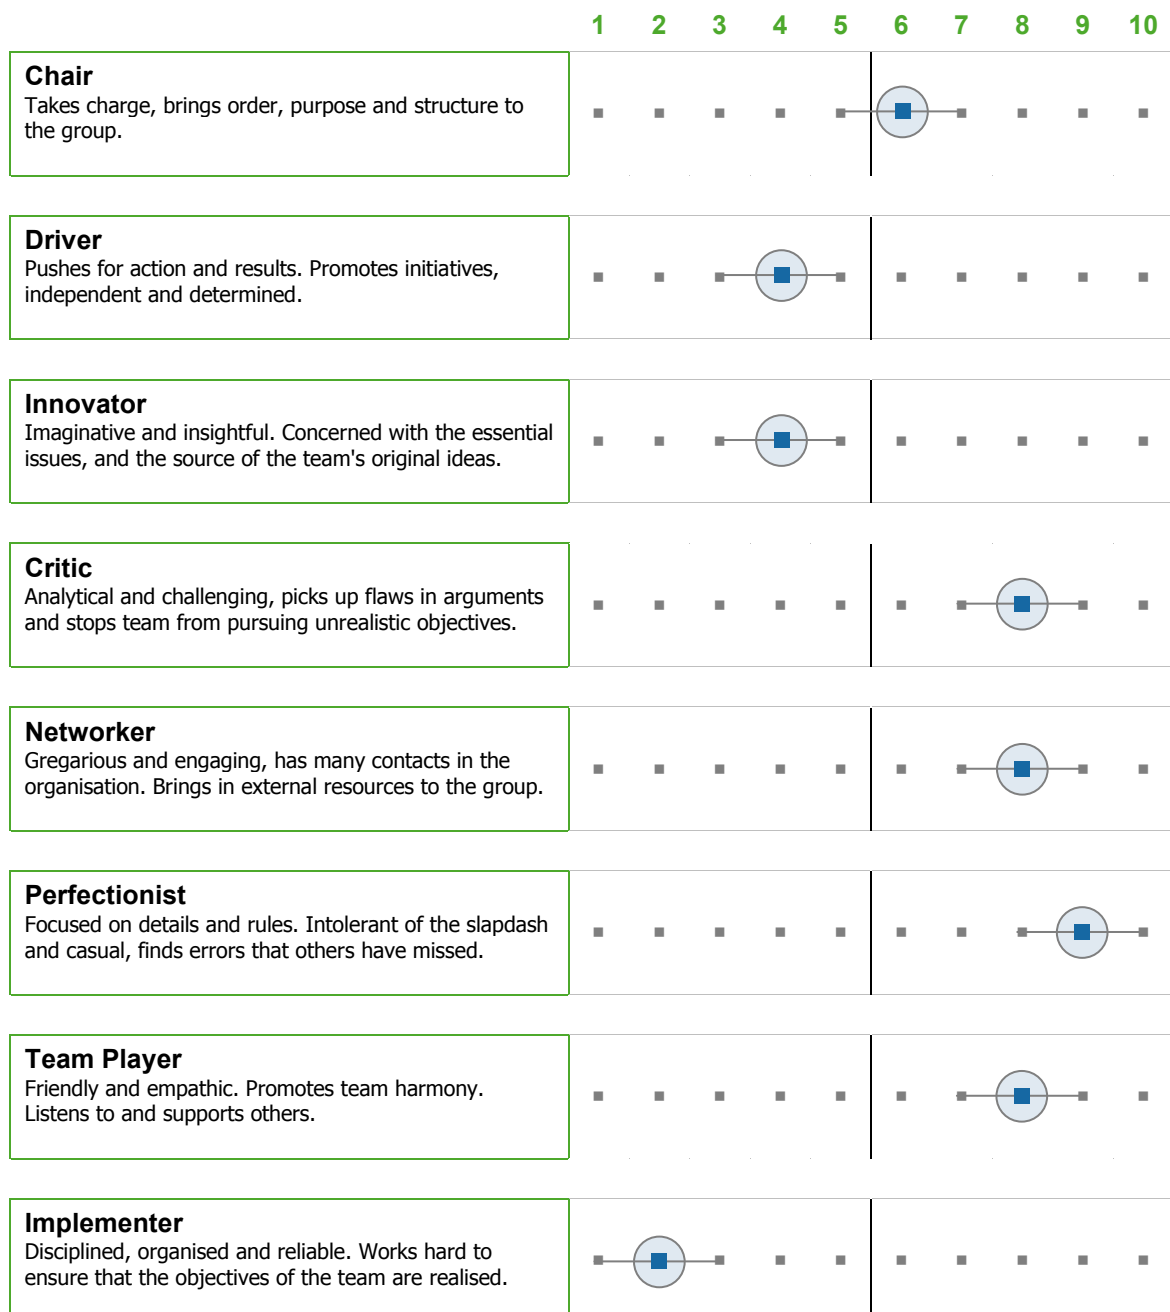 1 2 3 4 5 6 7 8 9 10
Chair
Takes charge, brings order, purpose and structure to
the group.
Driver
Pushes for action and results. Promotes initiatives,
independent and determined.
Innovator
Imaginative and insightful. Concerned with the essential
issues, and the source of the team's original ideas.
Critic
Analytical and challenging, picks up flaws in arguments
and stops team from pursuing unrealistic objectives.
Networker
Gregarious and engaging, has many contacts in the
organisation. Brings in external resources to the group.
Perfectionist
Focused on details and rules. Intolerant of the slapdash
and casual, finds errors that others have missed.
Team Player
Friendly and empathic. Promotes team harmony.
Listens to and supports others.
Implementer
Disciplined, organised and reliable. Works hard to
ensure that the objectives of the team are realised.